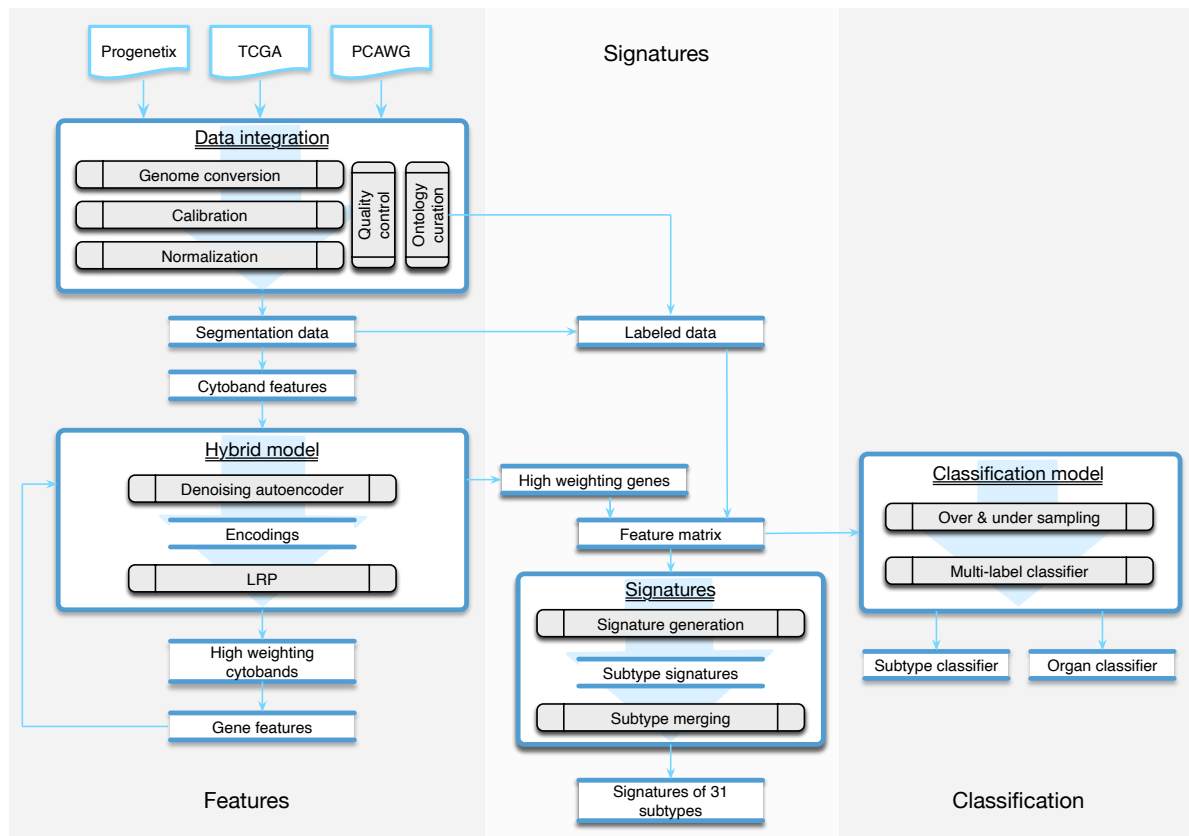 Progenetix
TCGA
PCAWG
Signatures
Data integration
Genome conversion
Calibration
Normalization
Quality
control
Ontology
curation
Segmentation data
Labeled data
Cytoband features
Hybrid model
Denoising autoencoder
Encodings
LRP
High weighting genes
Feature matrix
Classification model
Over & under sampling
Multi-label classifier
Signatures
Signature generation
Subtype signatures
Subtype merging
Subtype classifier
Organ classifier
High weighting
cytobands
Gene features
Signatures of 31
subtypes
Features
Classification